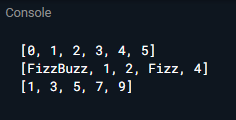 Console
[0, 1, 2, 3, 4, 5]
[FizzBuzz, 1, 2, Fizz, 4]
[1, 3, 5, 7, 9]